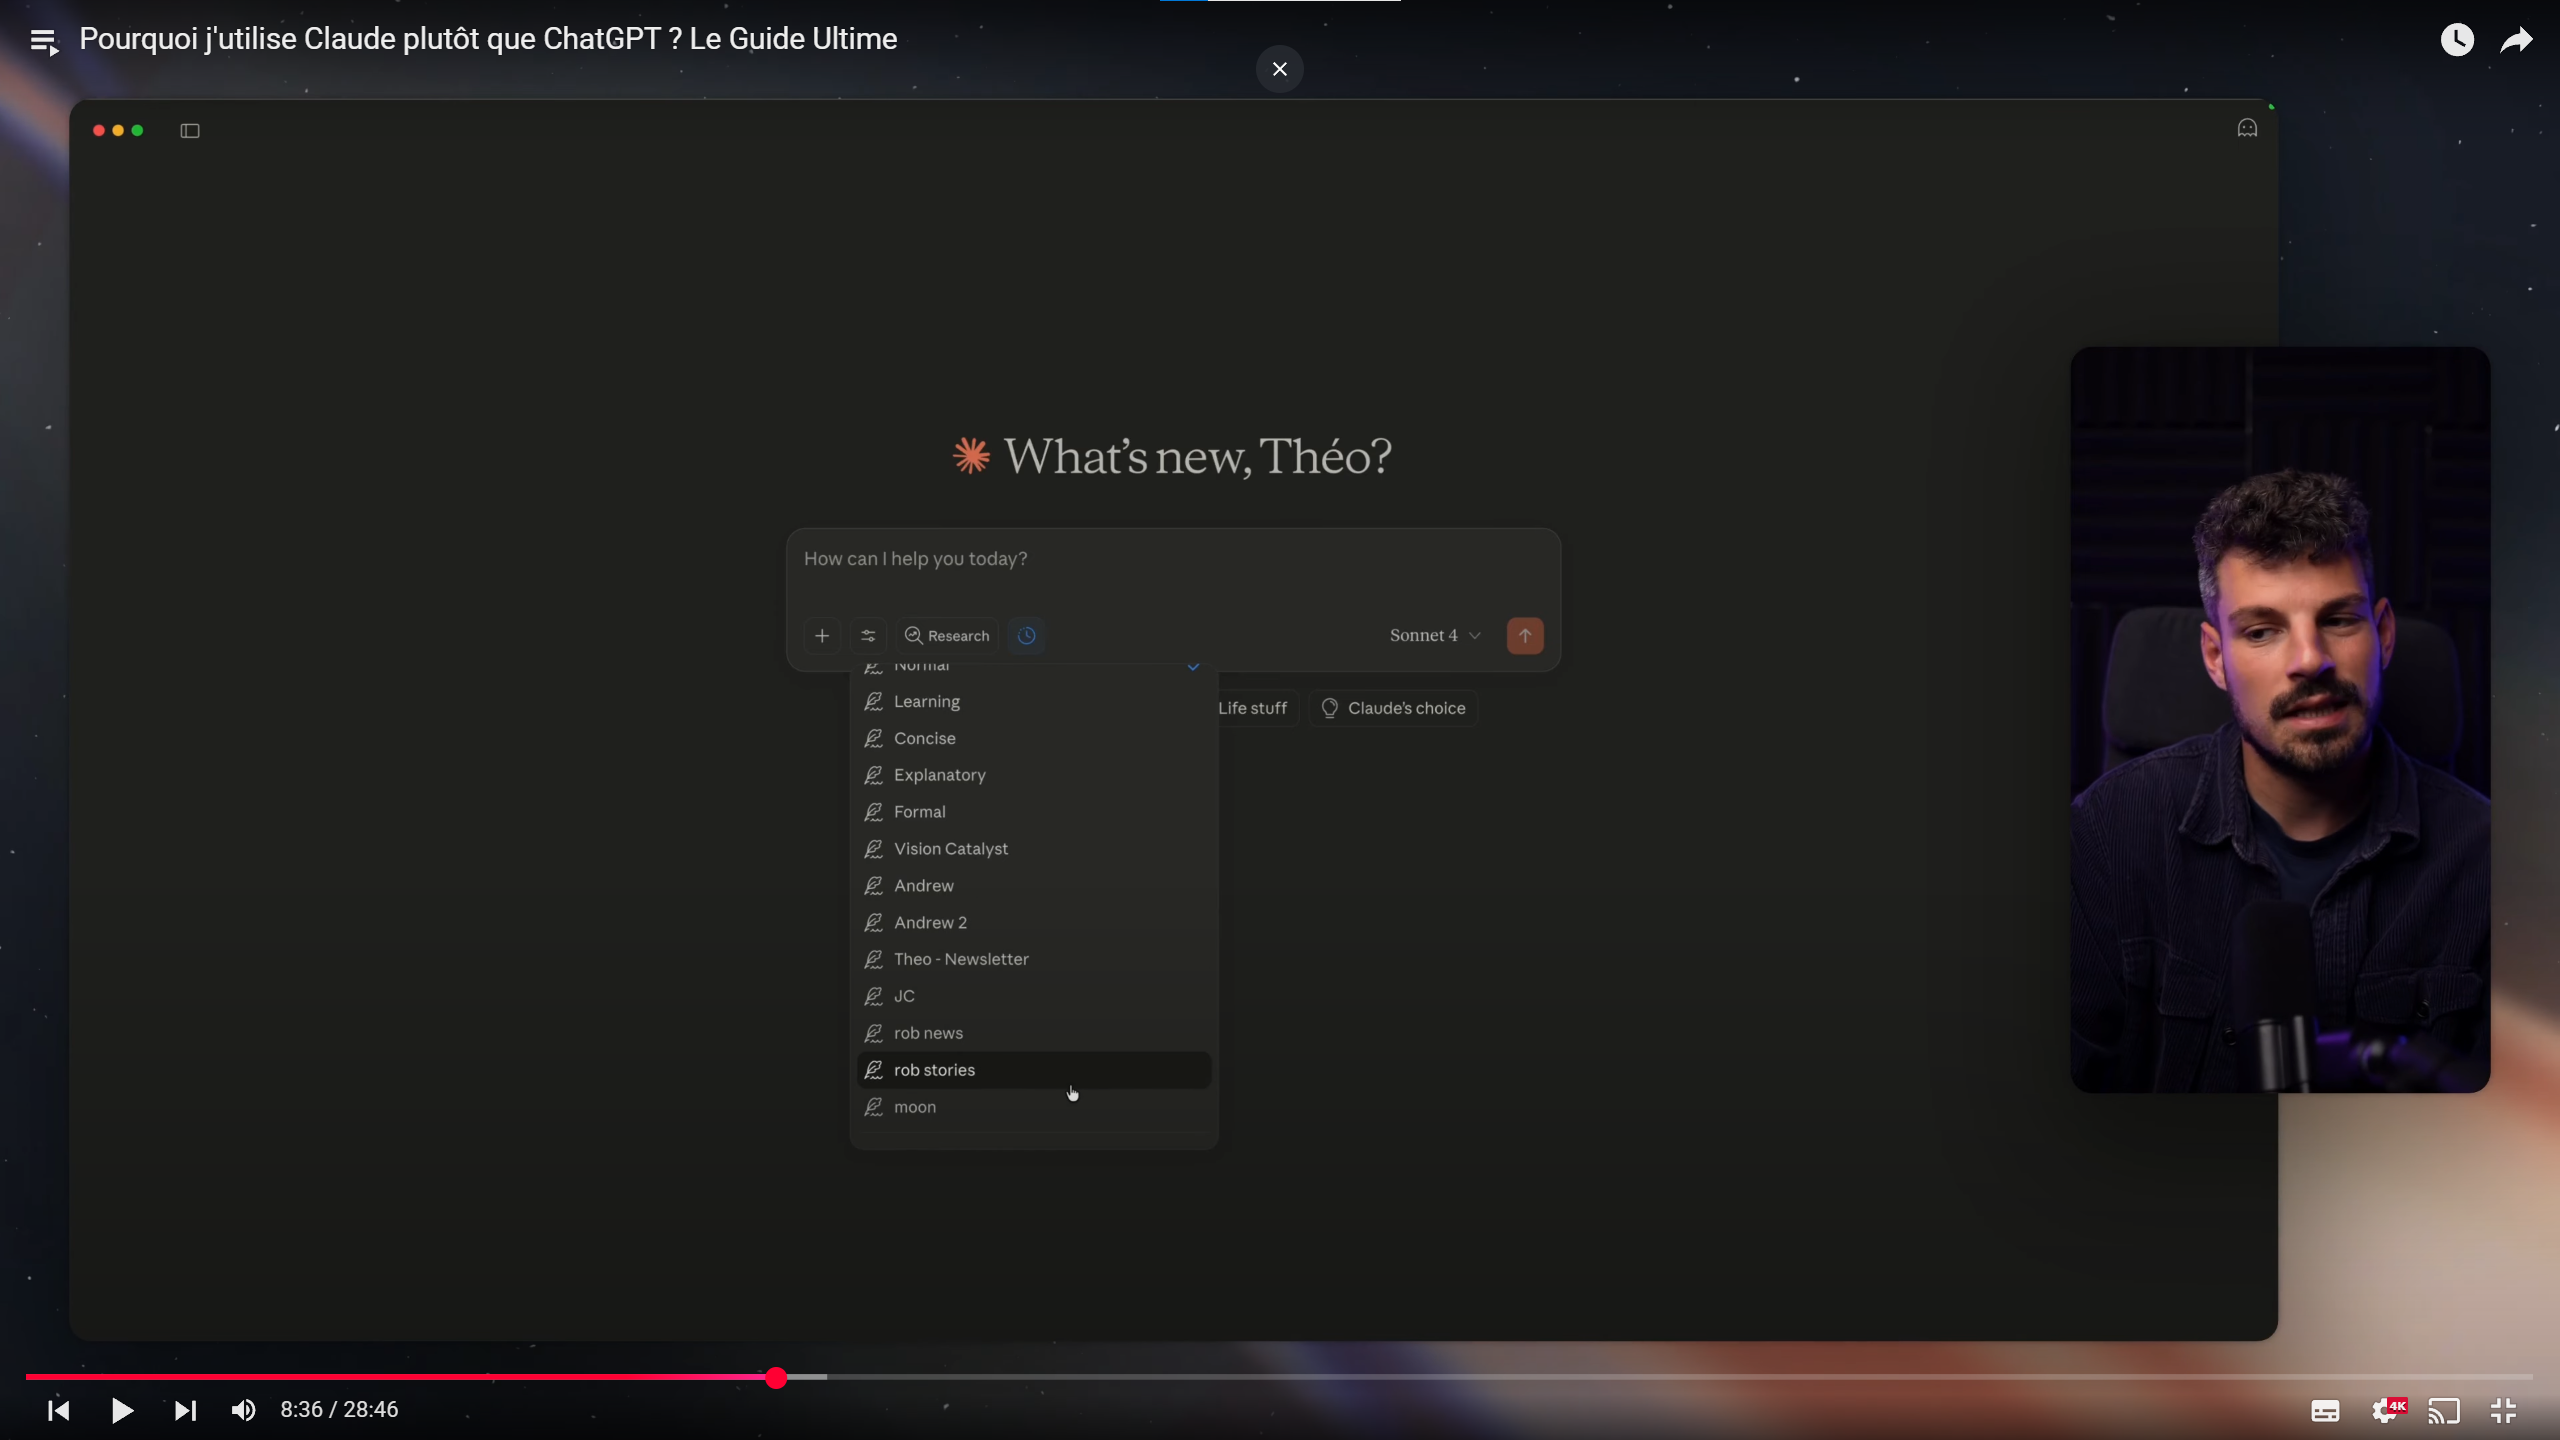 Pourquoi j'utilise Claude plutôt que ChatGPT ? Le Guide Ultime
What's new, Théo?
How can I help you today?
Research
Sonnet 4
Normal
Learning
Life stuff
Claude's choice
Concise
Explanatory
Formal
Vision Catalyst
Andrew
Andrew 2
Theo - Newsletter
JC
rob news
rob stories
moon
8:36 / 28:46
4K